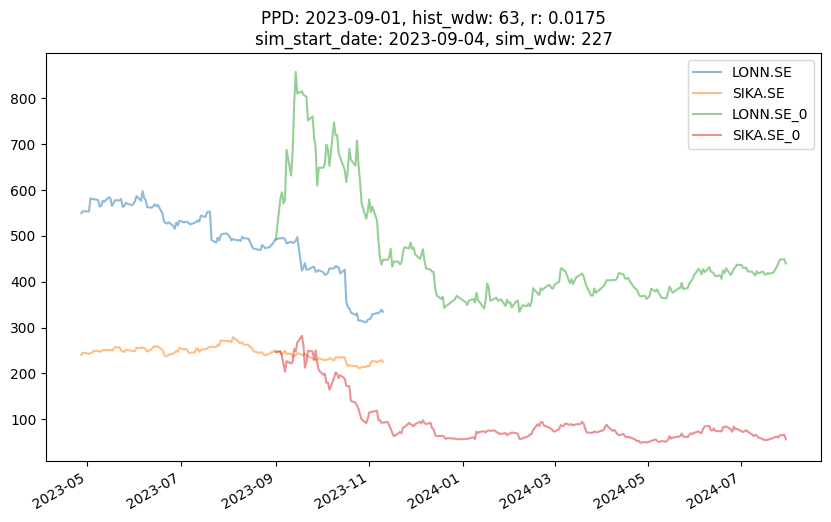 PPD: 2023-09-01, hist_wdw: 63, r: 0.0175
sim_start_date: 2023-09-04, sim_wdw: 227
LONN.SE
SIKA.SE
LONN.SE_0
SIKA.SE_0
800
700
600
500
400
300
200
100
2023-05
2023-07
2023-09
2023-11
2024-01
2024-03
2024-05
2024-07